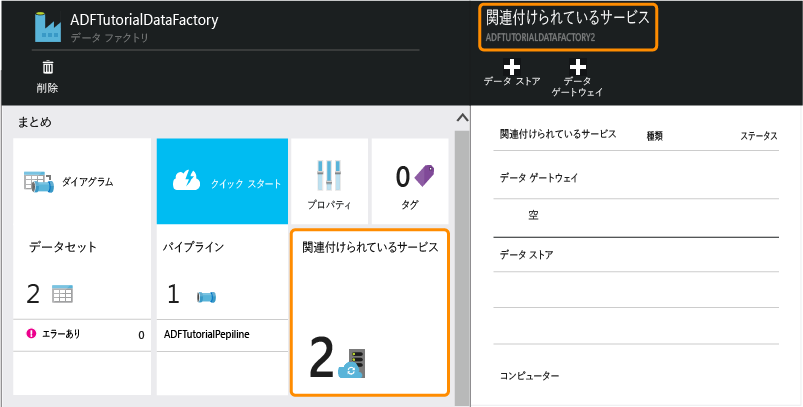 ADFTutorialDataFactory
データ ファクトリ
削除
まとめ
ダイアグラム
クイック スタート
プロパティ
0
タグ
データセット
2
エラーあり 0
パイプライン
1
ADFTutorialPepiline
関連付けられているサービス
2
関連付けられているサービス
ADFTUTORIALDATAFACTORY2
データ ストア
データ
ゲートウェイ
関連付けられているサービス 種類 ステータス
データ ゲートウェイ
空
データ ストア
コンピューター